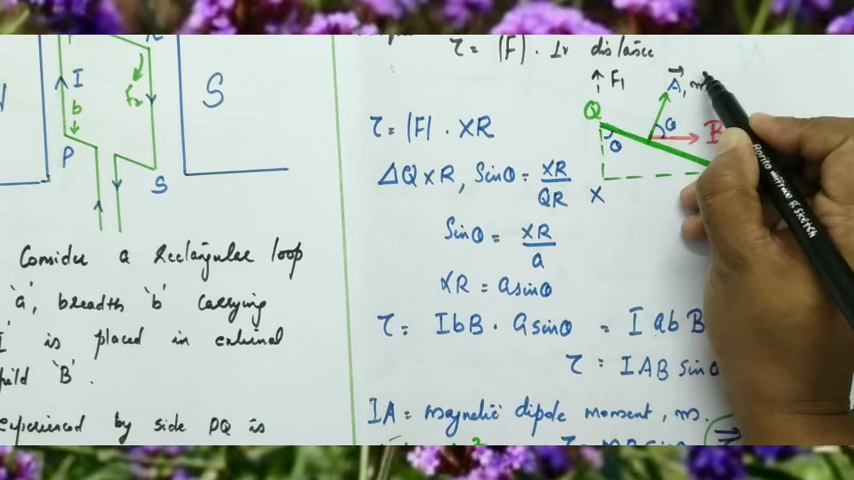 I
b
F₂
P
S
S
Consider a Rectangular loop
'a', breadth 'b' carrying
I is placed in external
field 'B'.
experienced by side PQ is
τ = |F| . ⊥r distance
F₁
A, m
Q
θ
θ
B
X
τ = |F| . XR
ΔQXR, Sinθ = XR/QR
Sinθ = XR/a
XR = a sinθ
τ = IbB . a sinθ = I ab B
τ = IAB sinθ
IA = magnetic dipole moment, m.